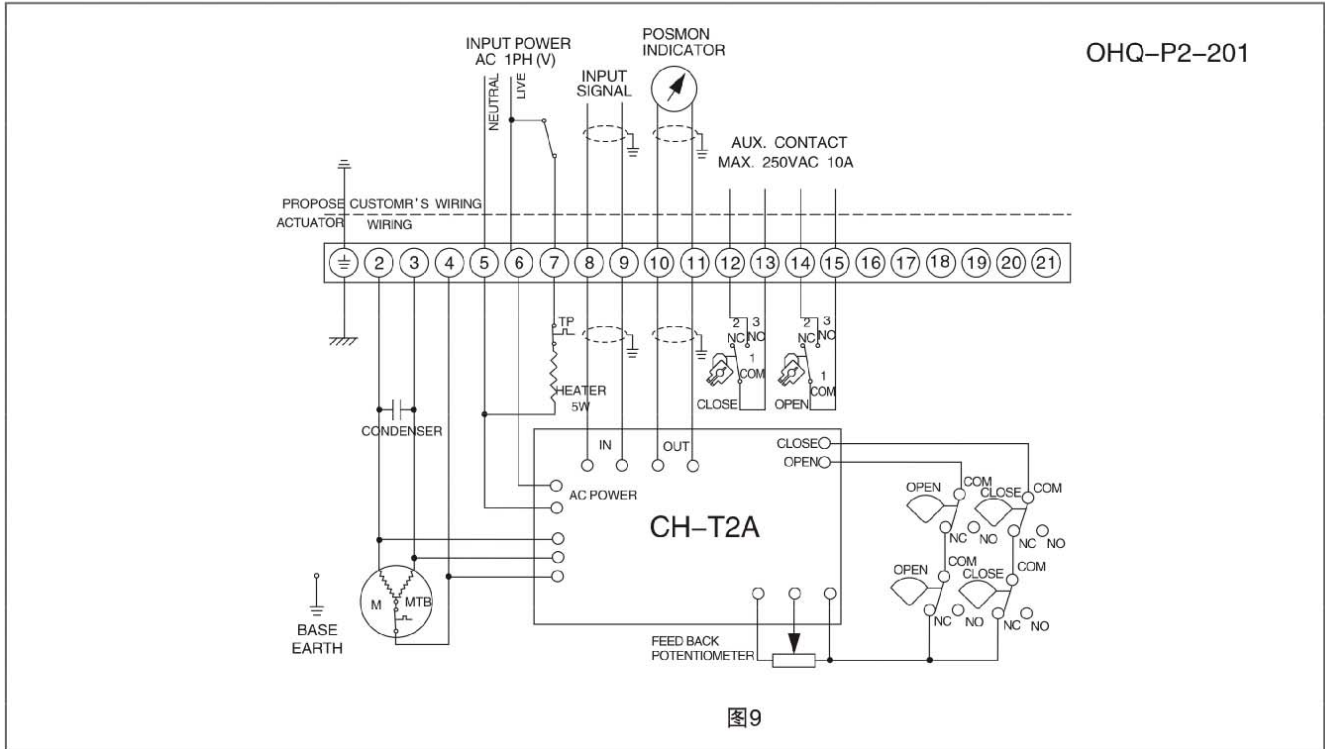 OHQ-P2-201
INPUT POWER
AC 1PH (V)
NEUTRAL
LIVE
INPUT
SIGNAL
POSMON
INDICATOR
AUX. CONTACT
MAX. 250VAC 10A
PROPOSE CUSTOMR'S WIRING
ACTUATOR WIRING
2 3 4 5 6 7 8 9 10 11 12 13 14 15 16 17 18 19 20 21
TP
HEATER
5W
2 3
NC NO
1
COM
CLOSE
2 3
NC NO
1
COM
OPEN
CONDENSER
IN OUT
CLOSE
OPEN
AC POWER
CH-T2A
OPEN COM
CLOSE COM
NC NO
NC NO
OPEN COM
CLOSE COM
NC NO
NC NO
M MTB
BASE
EARTH
FEED BACK
POTENTIOMETER
图9